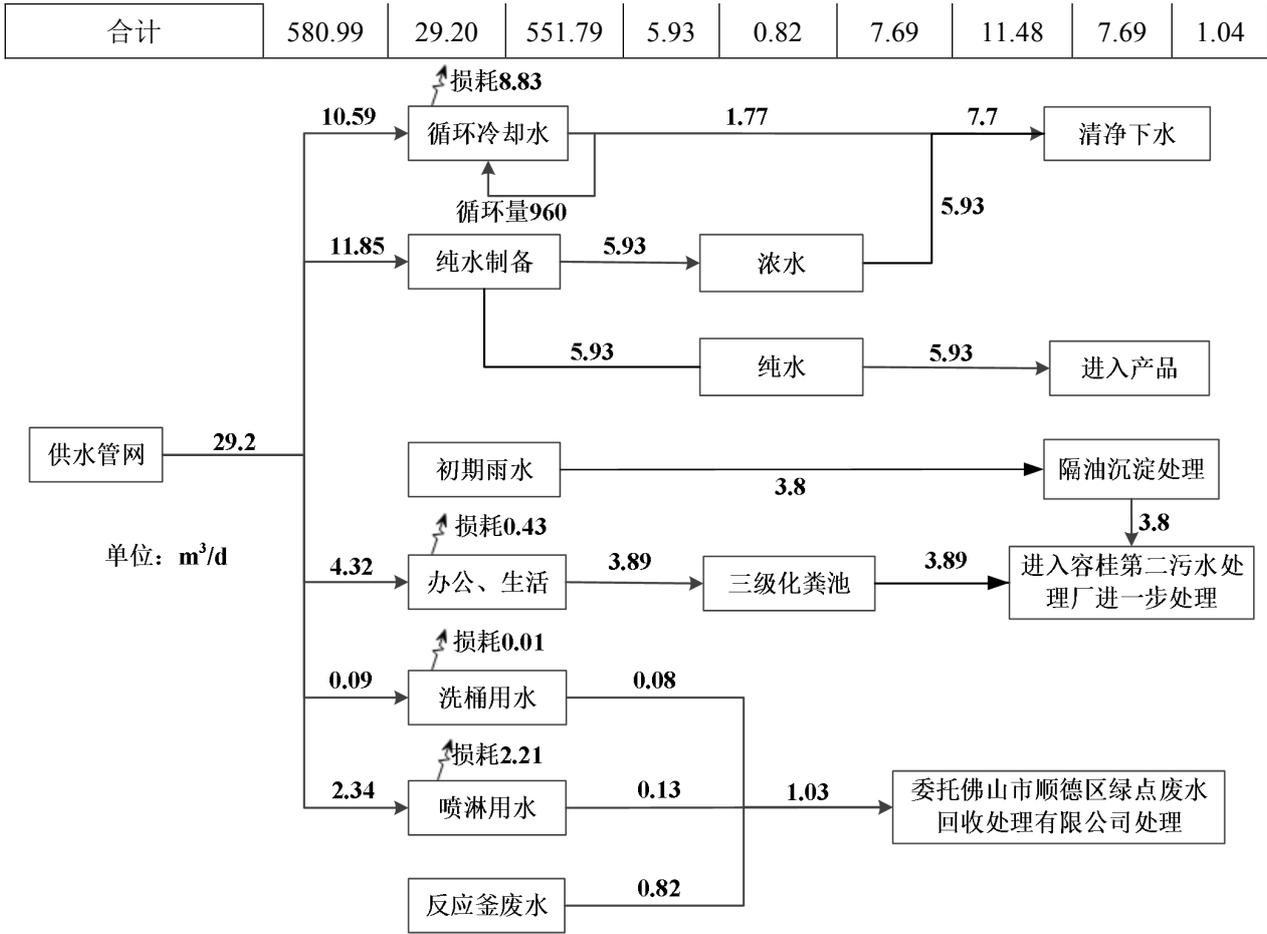 合计 580.99 29.20 551.79 5.93 0.82 7.69 11.48 7.69 1.04
损耗8.83
10.59
循环冷却水
1.77
7.7
清净下水
循环量960
5.93
11.85
纯水制备
5.93
浓水
5.93
纯水
5.93
进入产品
供水管网
29.2
初期雨水
3.8
隔油沉淀处理
3.8
单位：m³/d
损耗0.43
4.32
办公、生活
3.89
三级化粪池
3.89
进入容桂第二污水处
理厂进一步处理
损耗0.01
0.09
洗桶用水
0.08
损耗2.21
2.34
喷淋用水
0.13
1.03
委托佛山市顺德区绿点废水
回收处理有限公司处理
反应釜废水
0.82